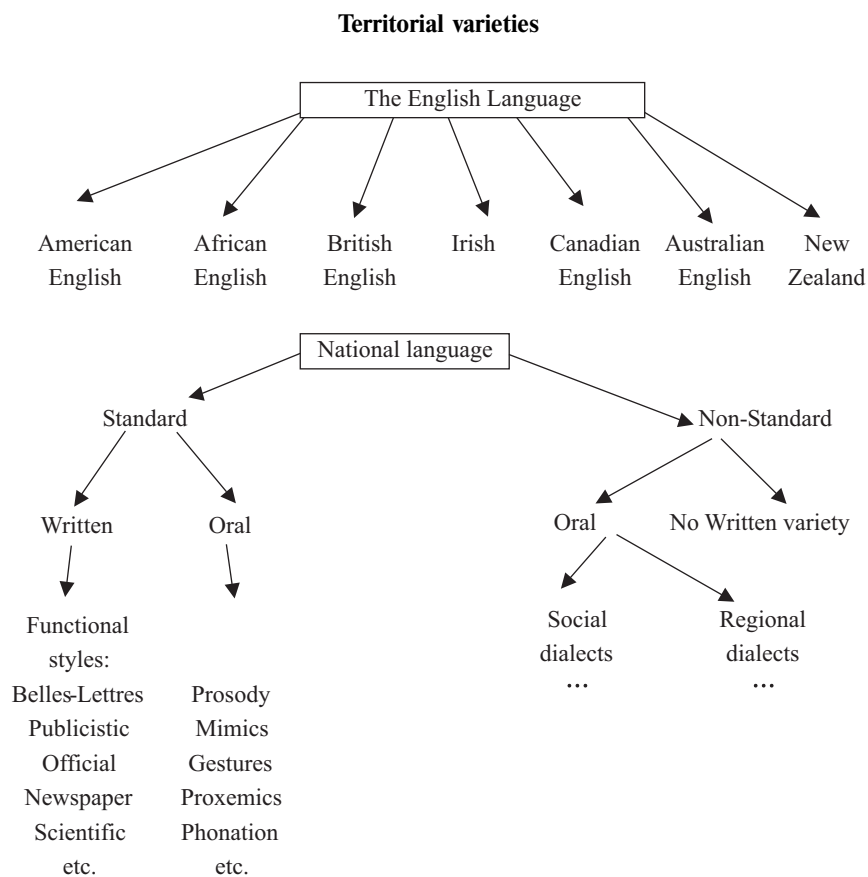 Territorial varieties
The English Language
American English
African English
British English
Irish
Canadian English
Australian English
New Zealand
National language
Standard
Non-Standard
Written
Oral
Oral
No Written variety
Functional
styles:
Belles-Lettres
Publicistic
Official
Newspaper
Scientific
etc.
Prosody
Mimics
Gestures
Proxemics
Phonation
etc.
Social
dialects
...
Regional
dialects
...